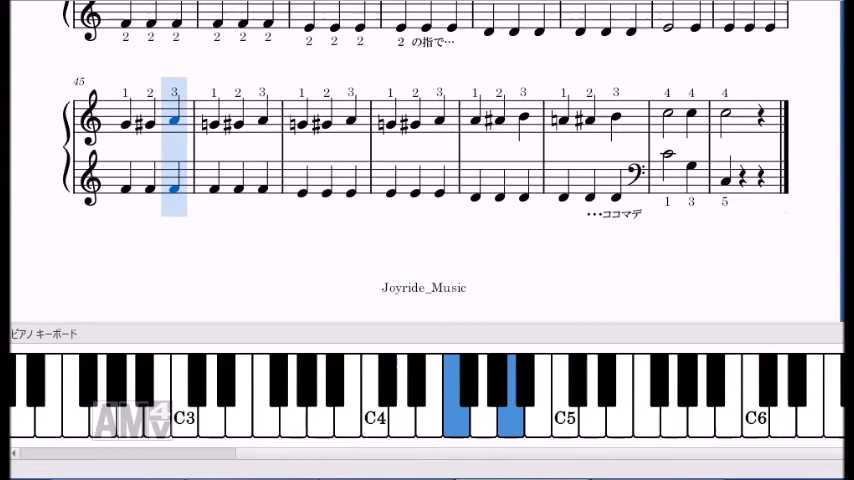 2 2 2 2 2 2 2 2 2 2 の指で…
45
1 2 3 1 2 3 1 2 3 1 2 3 1 2 3 1 2 3 4 4 4
1 3 5
・・・ココマデ
Joyride_Music
ピアノ キーボード
C3 C4 C5 C6
AM4v